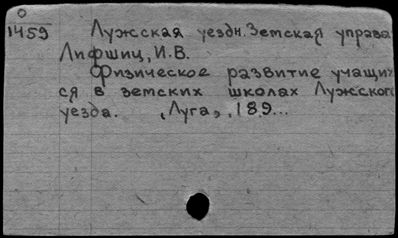 О
1459 Лужская уездн. Земская управа
Лифшиц, И.В.
Физическое развитие учащих
ся в земских школах Лужского
уезда. "Луга", 189...